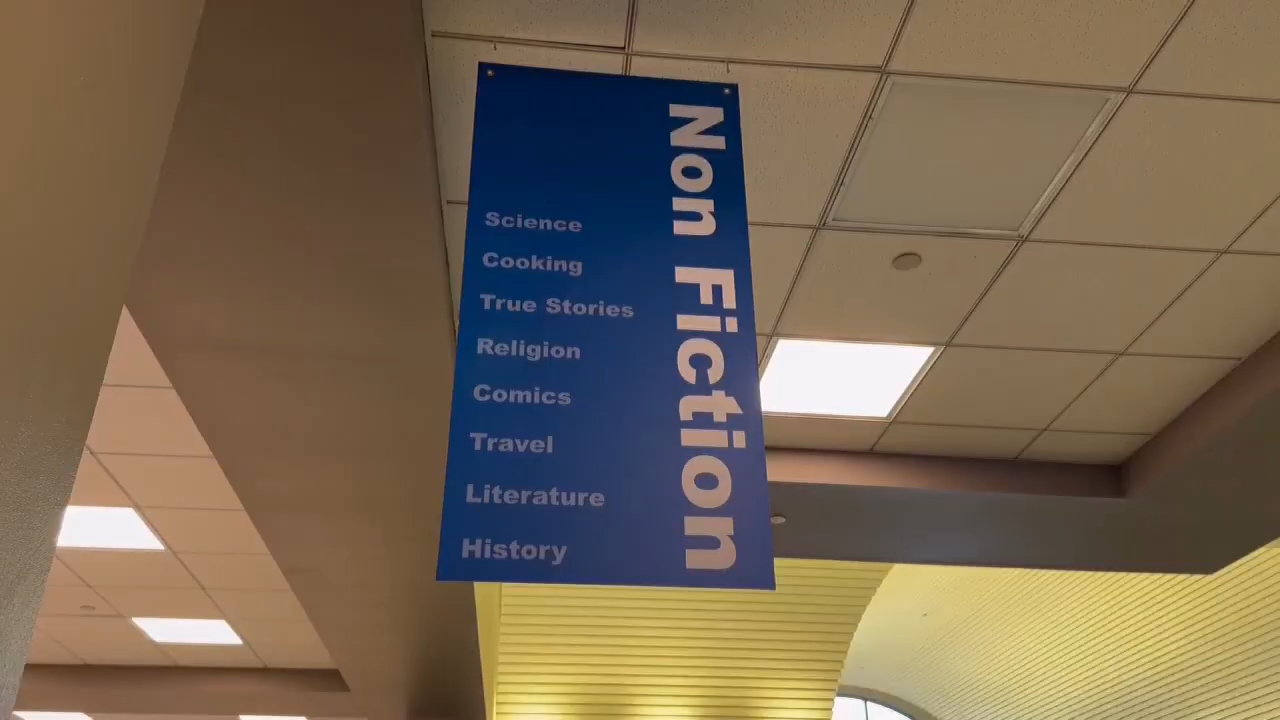 Non Fiction
Science
Cooking
True Stories
Religion
Comics
Travel
Literature
History